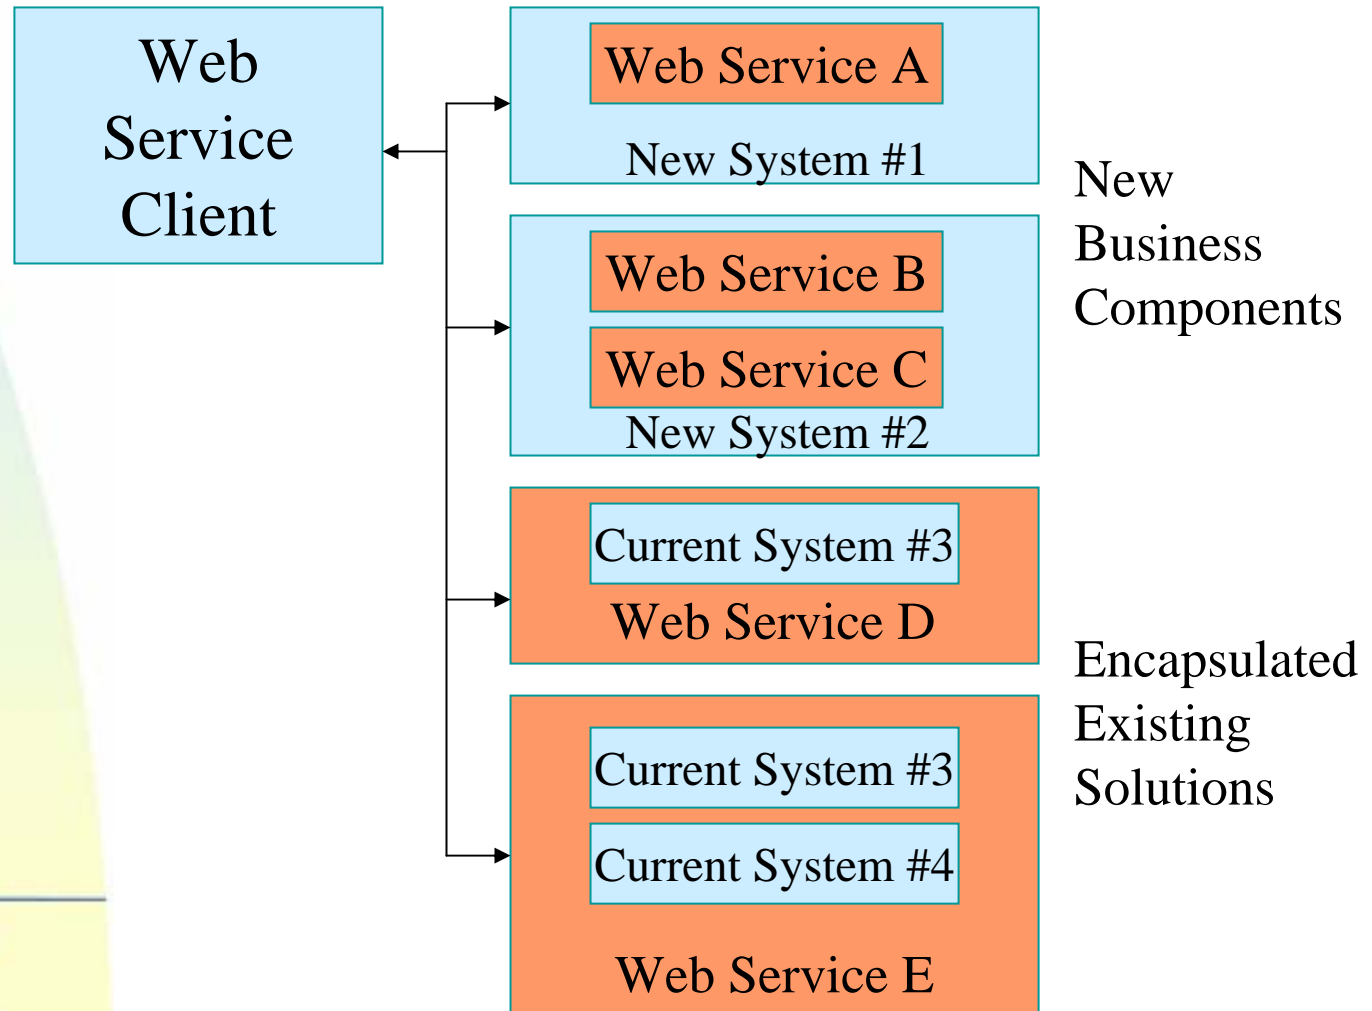 Web
Service
Client
Web Service A
New System #1
Web Service B
Web Service C
New System #2
New
Business
Components
Current System #3
Web Service D
Current System #3
Current System #4
Web Service E
Encapsulated
Existing
Solutions